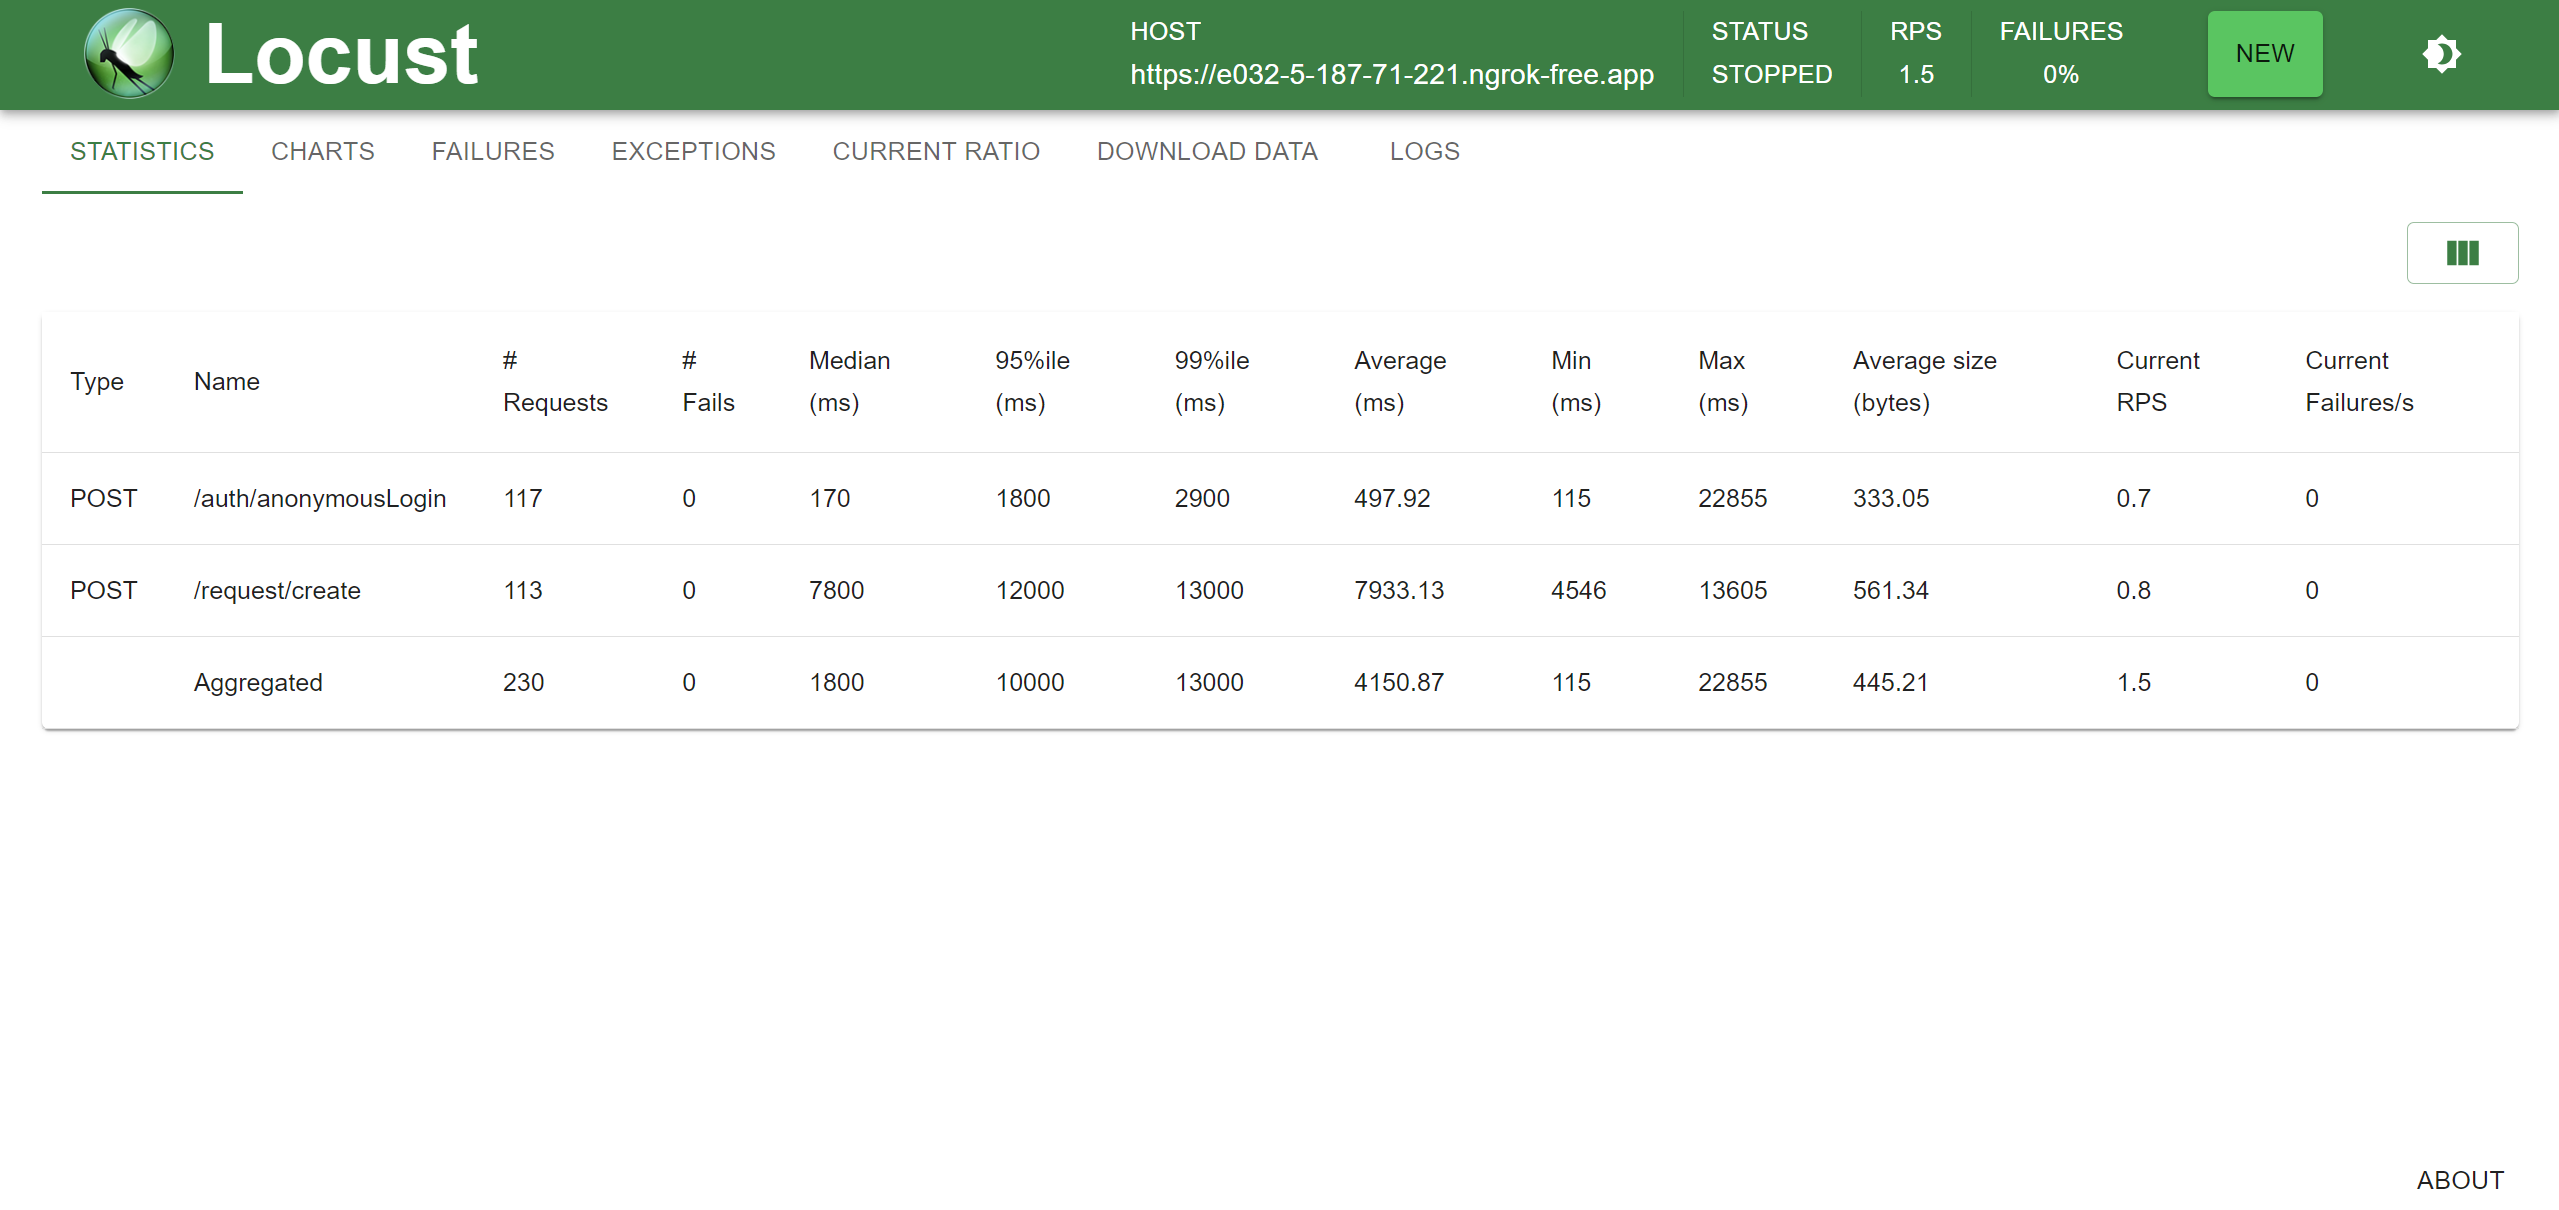 Locust
HOST
https://e032-5-187-71-221.ngrok-free.app
STATUS
STOPPED
RPS
1.5
FAILURES
0%
NEW
STATISTICS CHARTS FAILURES EXCEPTIONS CURRENT RATIO DOWNLOAD DATA LOGS
Type Name # Requests # Fails Median (ms) 95%ile (ms) 99%ile (ms) Average (ms) Min (ms) Max (ms) Average size (bytes) Current RPS Current Failures/s
POST /auth/anonymousLogin 117 0 170 1800 2900 497.92 115 22855 333.05 0.7 0
POST /request/create 113 0 7800 12000 13000 7933.13 4546 13605 561.34 0.8 0
Aggregated 230 0 1800 10000 13000 4150.87 115 22855 445.21 1.5 0
ABOUT